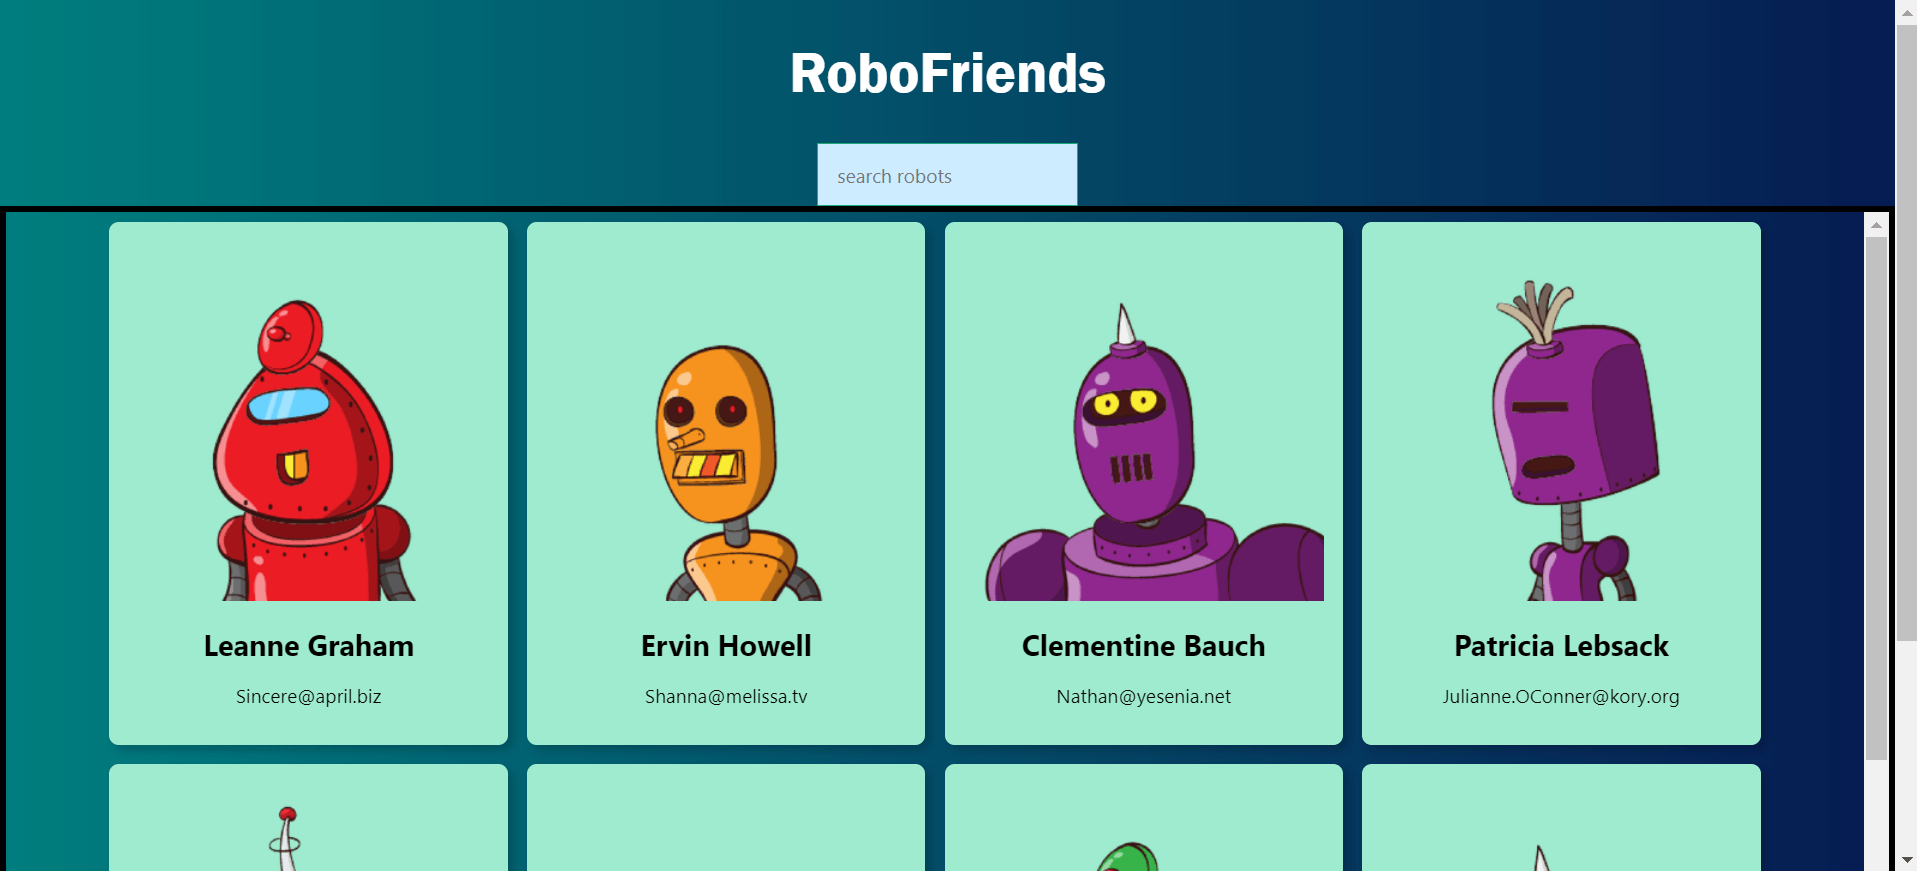 RoboFriends
search robots
Leanne Graham
Sincere@april.biz
Ervin Howell
Shanna@melissa.tv
Clementine Bauch
Nathan@yesenia.net
Patricia Lebsack
Julianne.OConner@kory.org